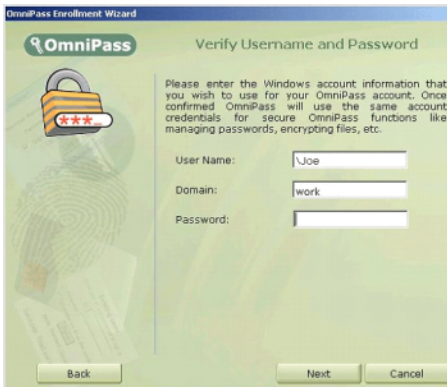 OmniPass Enrollment Wizard
OmniPass
Verify Username and Password
Please enter the Windows account information that
you wish to use for your OmniPass account. Once
confirmed OmniPass will use the same account
credentials for secure OmniPass functions like
managing passwords, encrypting files, etc.
User Name:
\Joe
Domain:
work
Password:
***_
Back
Next
Cancel